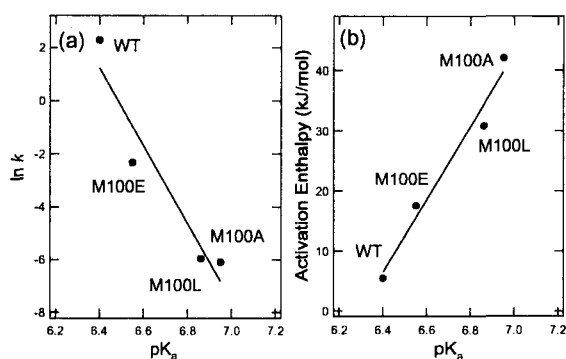 (a)
WT
M100E
M100L
M100A
ln k
2
0
-2
-4
-6
-8
6.2
6.4
6.6
6.8
7.0
7.2
pKa
(b)
M100A
M100L
M100E
WT
Activation Enthalpy (kJ/mol)
40
30
20
10
0
6.2
6.4
6.6
6.8
7.0
7.2
pKa